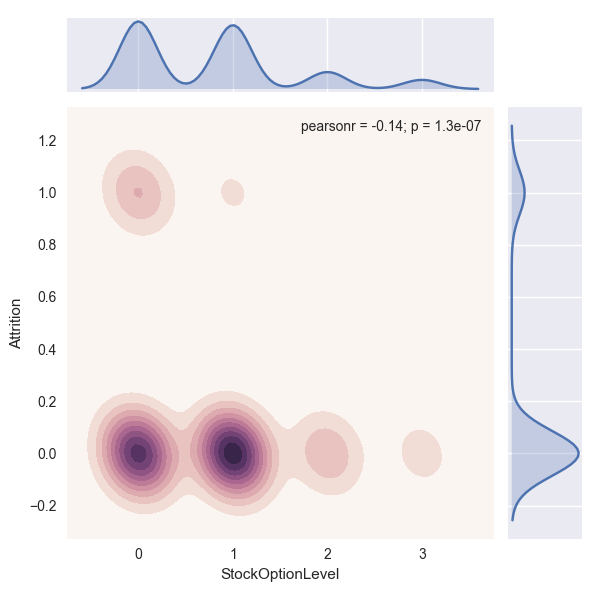 pearsonr = -0.14; p = 1.3e-07
1.2
1.0
0.8
0.6
0.4
0.2
0.0
−0.2
Attrition
0 1 2 3
StockOptionLevel